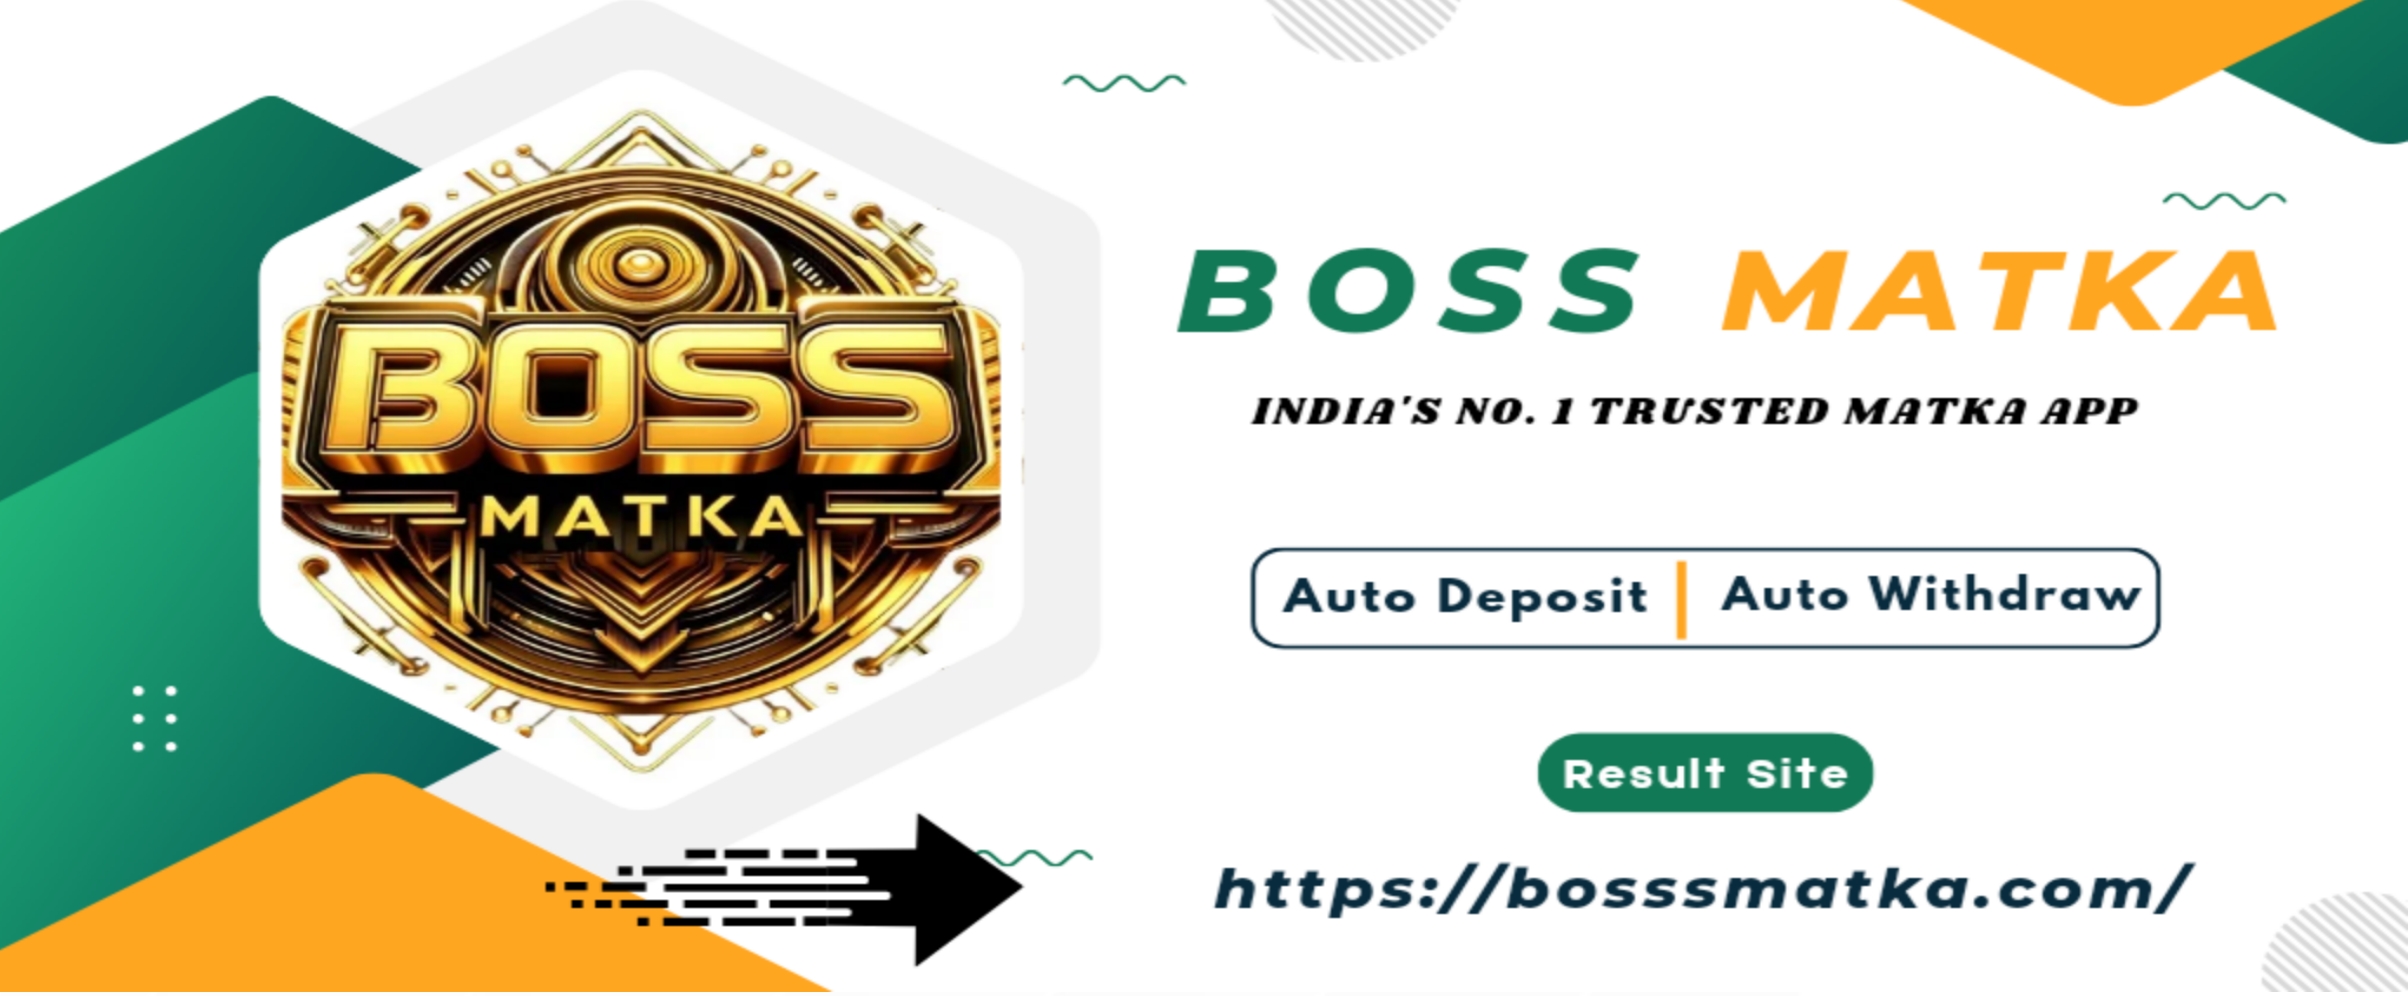 BOSS
MATKA
BOSS MATKA
INDIA'S NO. 1 TRUSTED MATKA APP
Auto Deposit | Auto Withdraw
Result Site
https://bosssmatka.com/